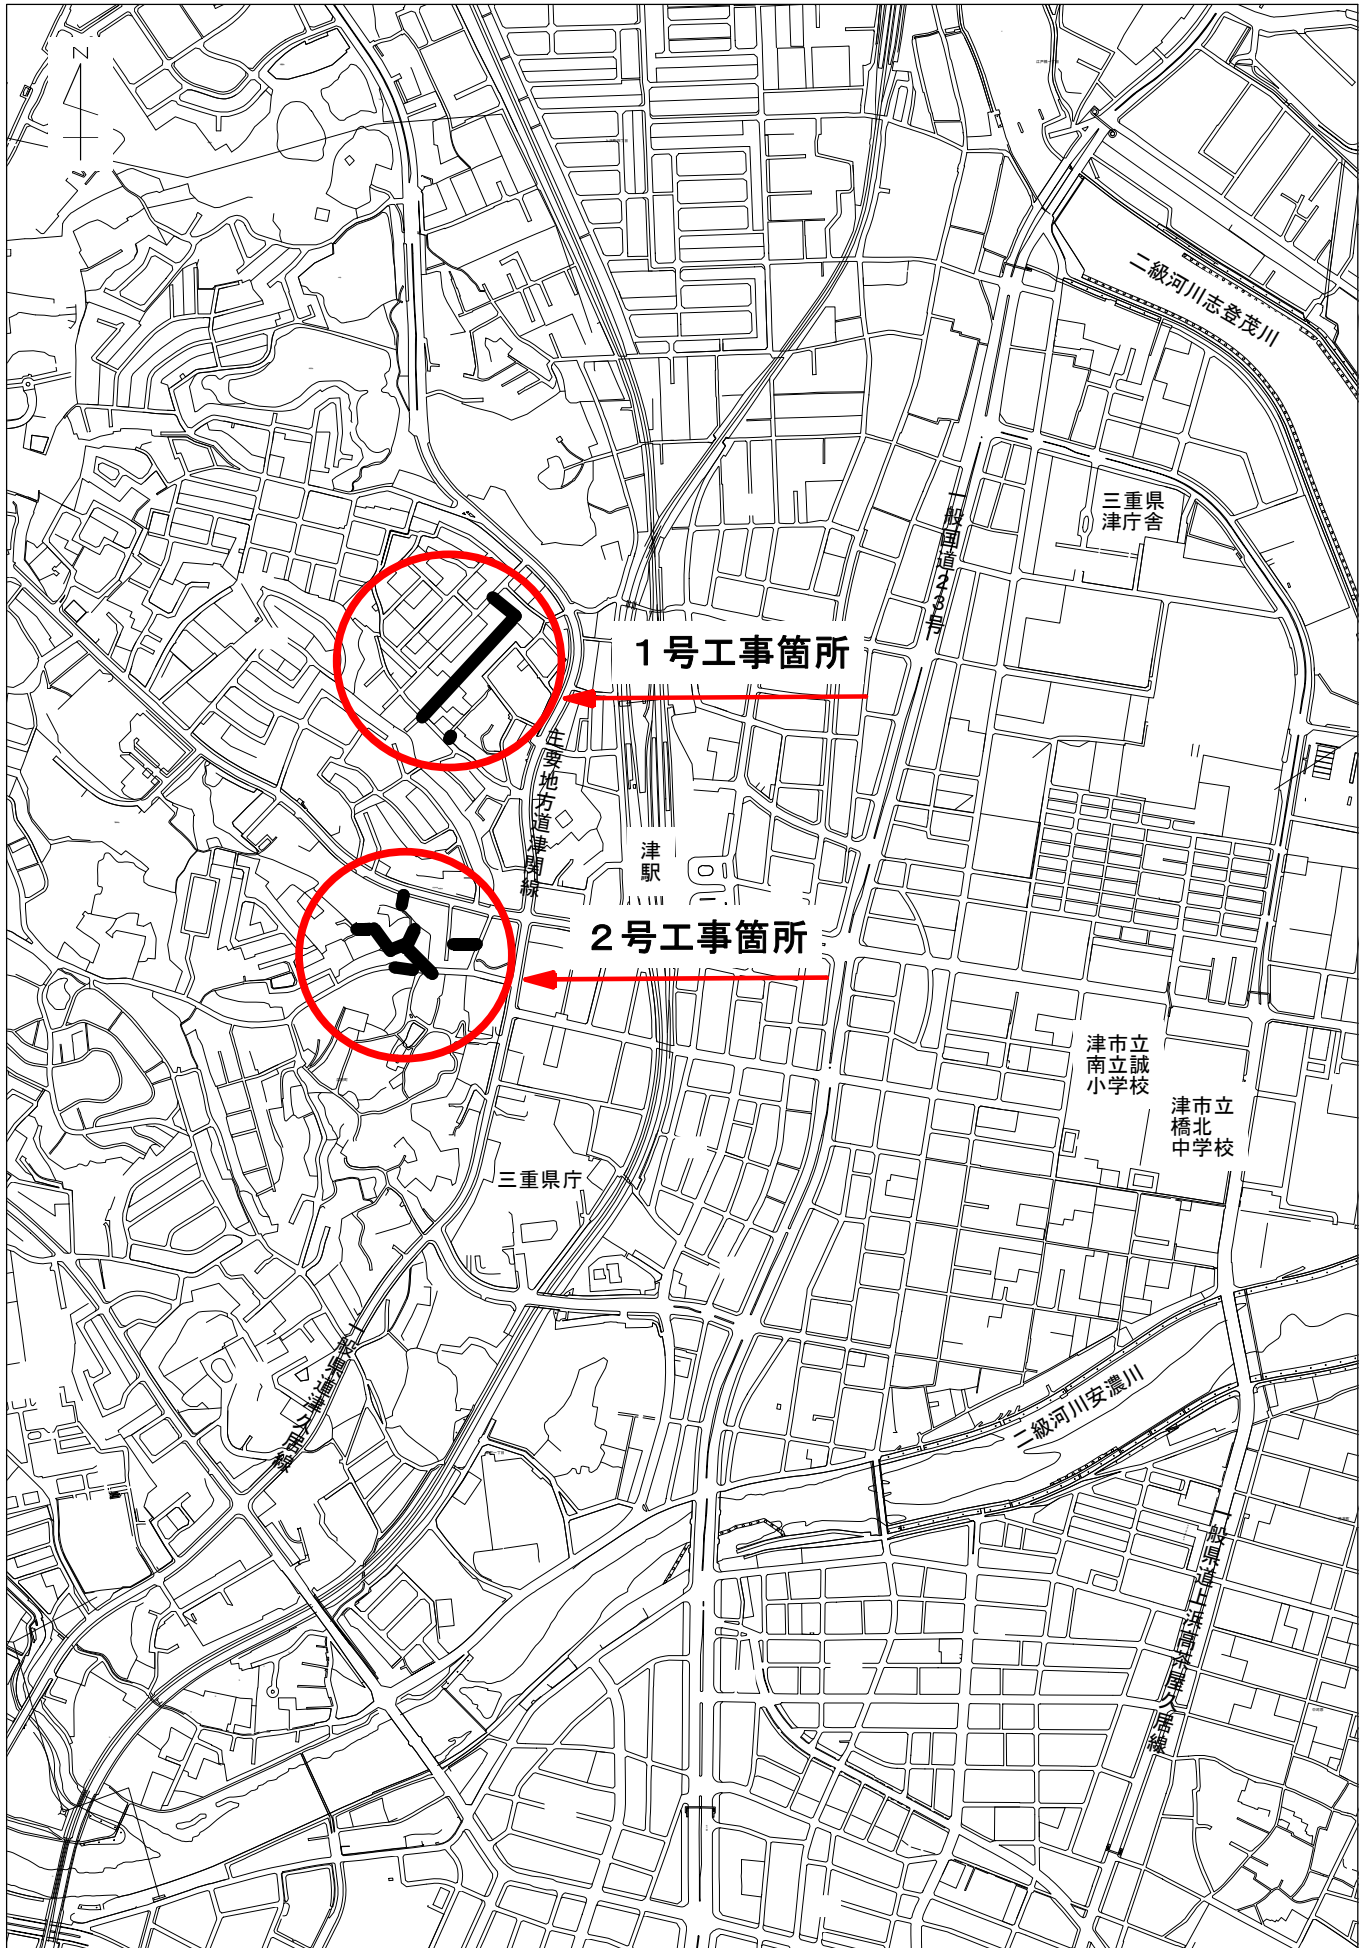 N
二級河川志登茂川
三重県
津庁舎
一般国道23号
1号工事箇所
主要地方道津関線
津駅
2号工事箇所
津市立
南立誠
小学校
津市立
橋北
中学校
三重県庁
一般県道津久居線
二級河川安濃川
一般県道上浜高茶屋久居線